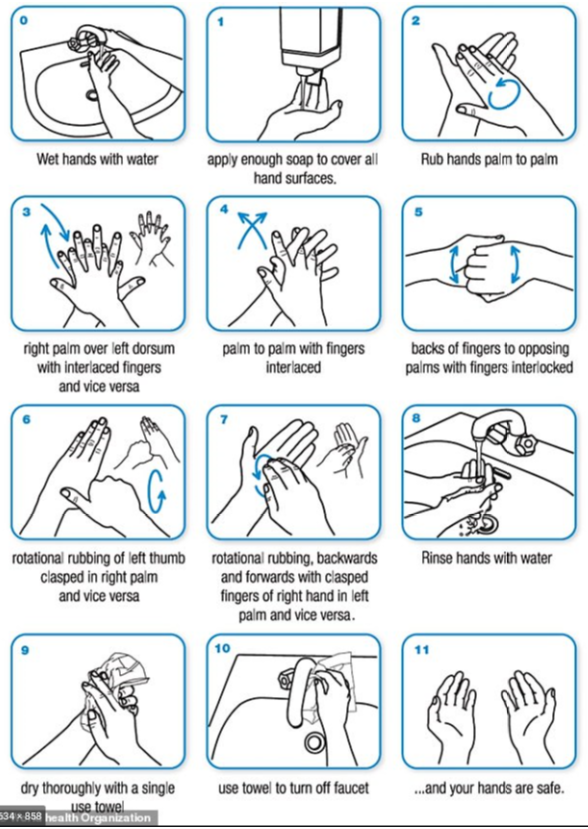 0
Wet hands with water
1
apply enough soap to cover all
hand surfaces.
2
Rub hands palm to palm
3
right palm over left dorsum
with interlaced fingers
and vice versa
4
palm to palm with fingers
interlaced
5
backs of fingers to opposing
palms with fingers interlocked
6
rotational rubbing of left thumb
clasped in right palm
and vice versa
7
rotational rubbing, backwards
and forwards with clasped
fingers of right hand in left
palm and vice versa.
8
Rinse hands with water
9
dry thoroughly with a single
use towel
10
use towel to turn off faucet
11
...and your hands are safe.
534 × 858
health Organization